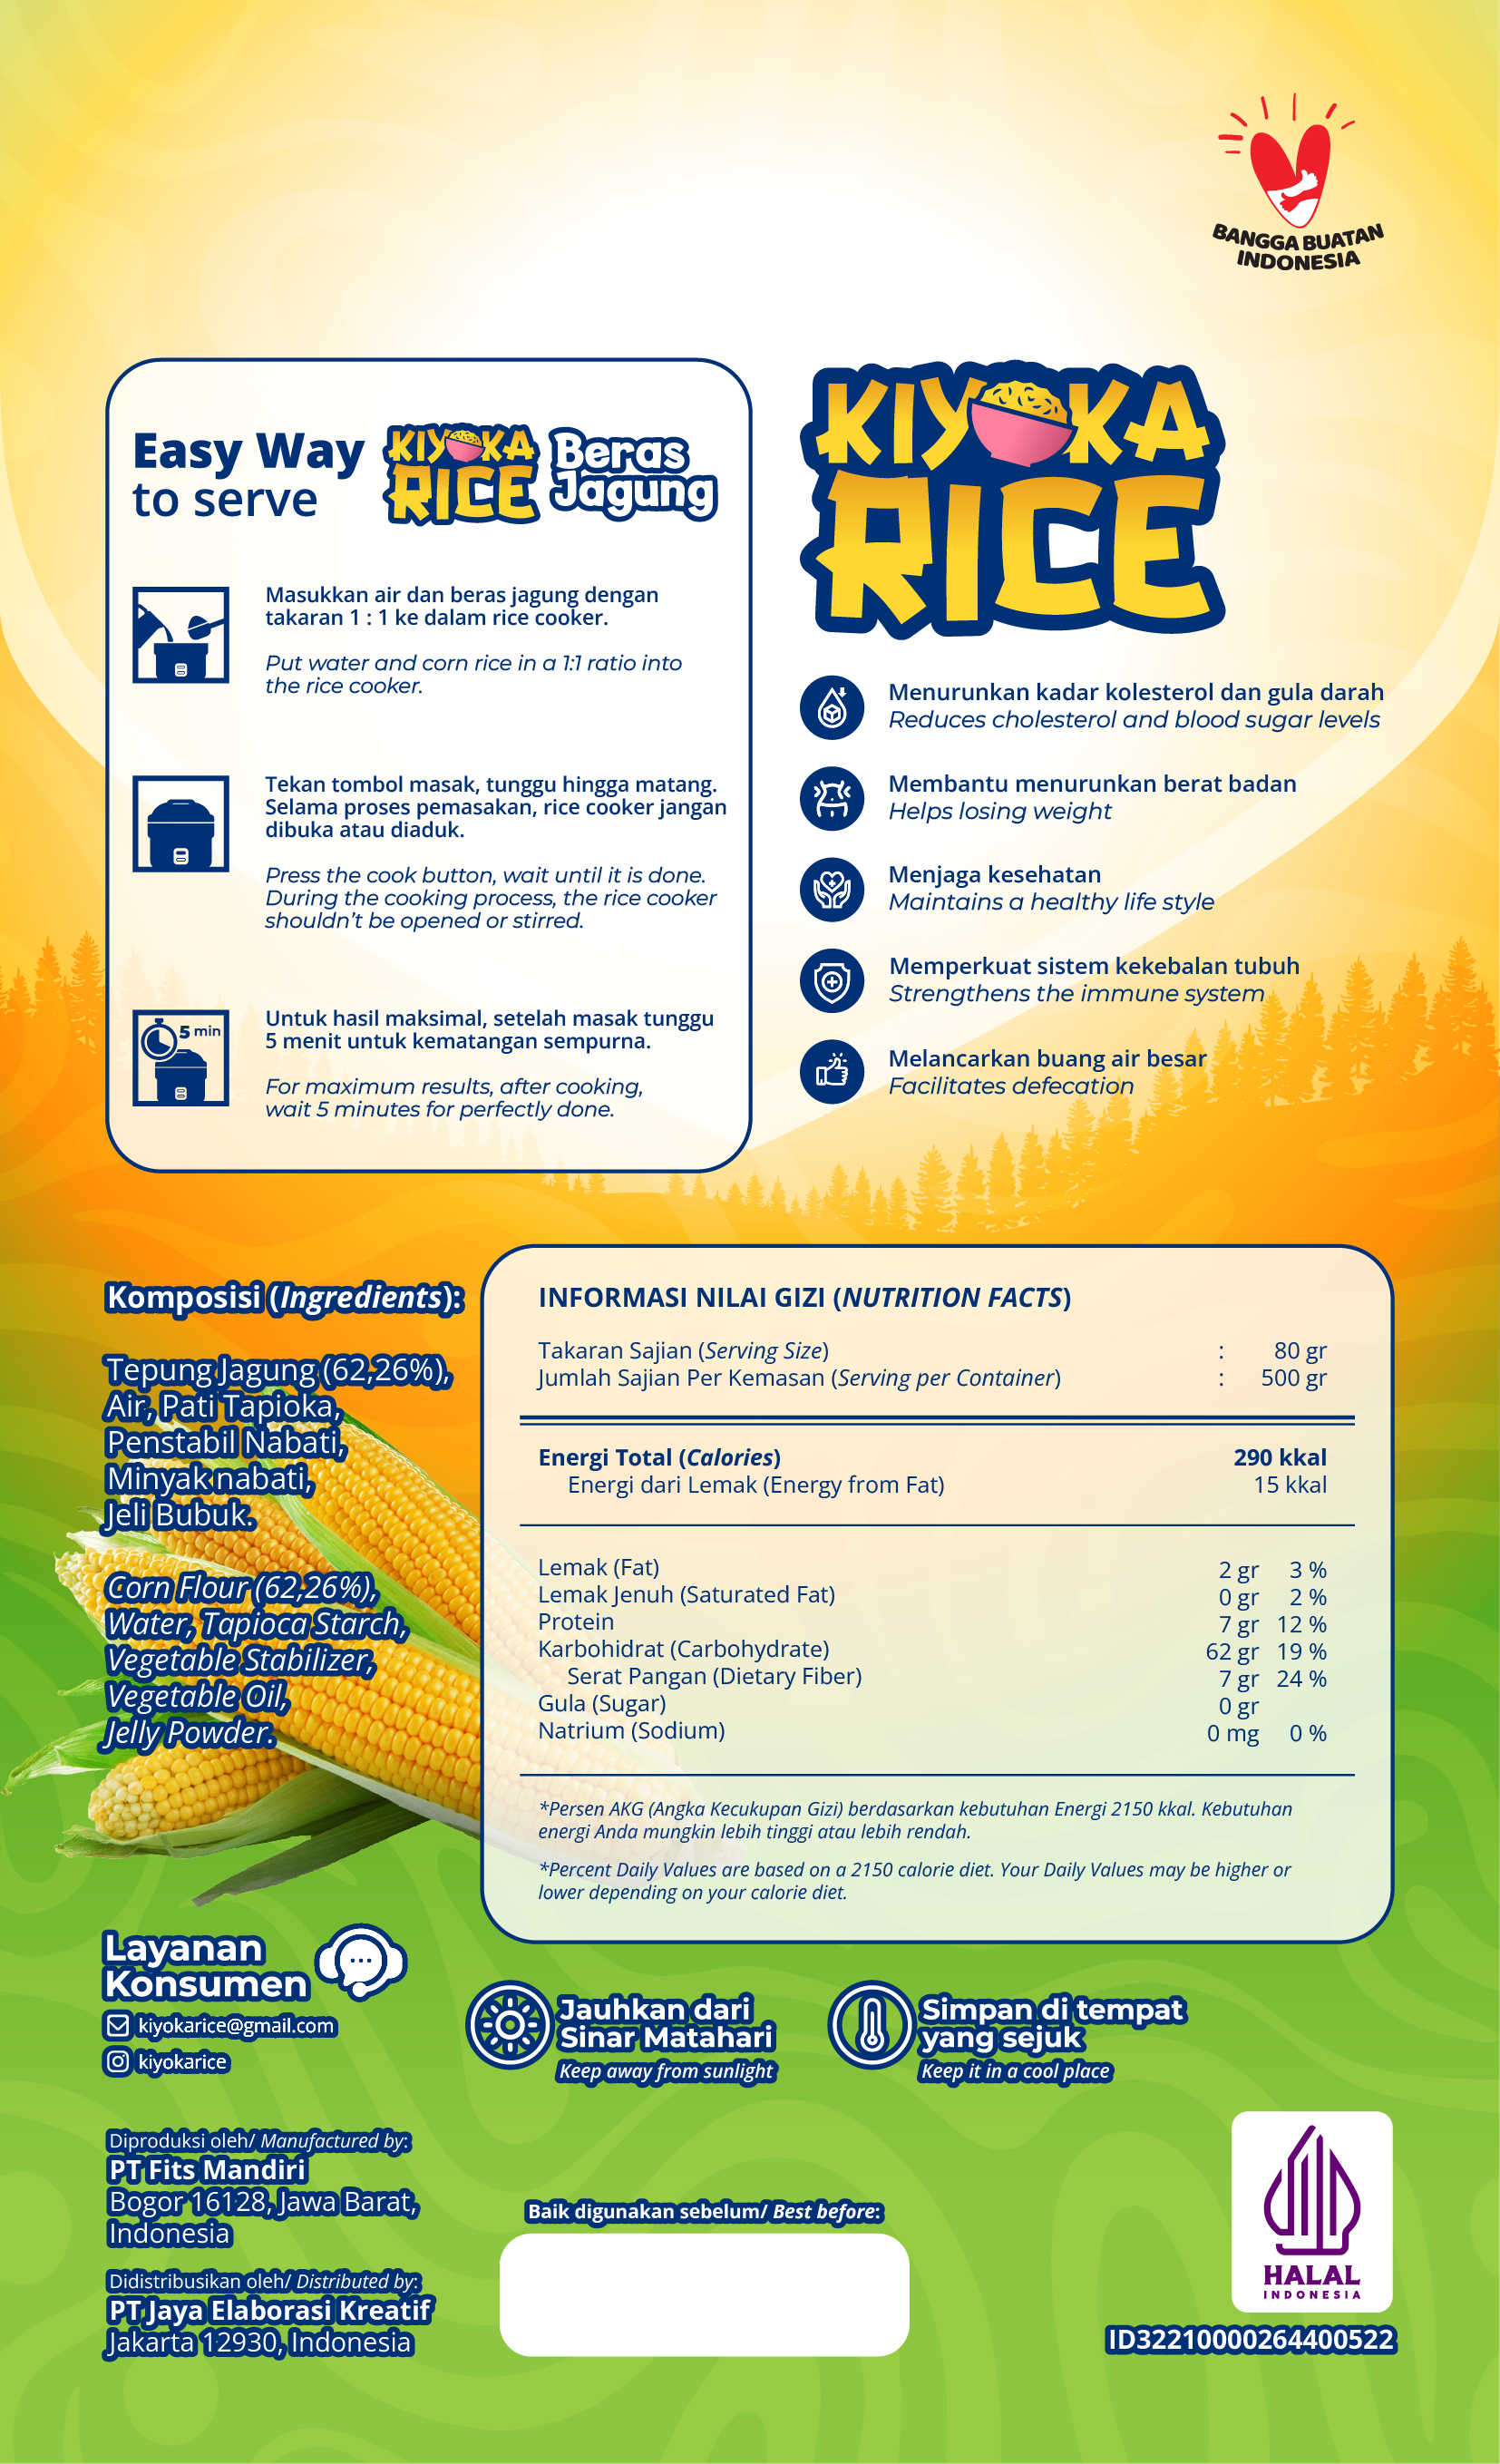 BANGGA BUATAN
INDONESIA
Easy Way
to serve
KIYOKA
RICE
Beras
Jagung
Masukkan air dan beras jagung dengan
takaran 1 : 1 ke dalam rice cooker.
Put water and corn rice in a 1:1 ratio into
the rice cooker.
Tekan tombol masak, tunggu hingga matang.
Selama proses pemasakan, rice cooker jangan
dibuka atau diaduk.
Press the cook button, wait until it is done.
During the cooking process, the rice cooker
shouldn't be opened or stirred.
5 min
Untuk hasil maksimal, setelah masak tunggu
5 menit untuk kematangan sempurna.
For maximum results, after cooking,
wait 5 minutes for perfectly done.
KIYOKA
RICE
Menurunkan kadar kolesterol dan gula darah
Reduces cholesterol and blood sugar levels
Membantu menurunkan berat badan
Helps losing weight
Menjaga kesehatan
Maintains a healthy life style
Memperkuat sistem kekebalan tubuh
Strengthens the immune system
Melancarkan buang air besar
Facilitates defecation
Komposisi (Ingredients):
Tepung Jagung (62,26%),
Air, Pati Tapioka,
Penstabil Nabati,
Minyak nabati,
Jeli Bubuk.
Corn Flour (62,26%),
Water, Tapioca Starch,
Vegetable Stabilizer,
Vegetable Oil,
Jelly Powder.
INFORMASI NILAI GIZI (NUTRITION FACTS)
Takaran Sajian (Serving Size) : 80 gr
Jumlah Sajian Per Kemasan (Serving per Container) : 500 gr
Energi Total (Calories) 290 kkal
Energi dari Lemak (Energy from Fat) 15 kkal
Lemak (Fat) 2 gr 3 %
Lemak Jenuh (Saturated Fat) 0 gr 2 %
Protein 7 gr 12 %
Karbohidrat (Carbohydrate) 62 gr 19 %
Serat Pangan (Dietary Fiber) 7 gr 24 %
Gula (Sugar) 0 gr
Natrium (Sodium) 0 mg 0 %
*Persen AKG (Angka Kecukupan Gizi) berdasarkan kebutuhan Energi 2150 kkal. Kebutuhan
energi Anda mungkin lebih tinggi atau lebih rendah.
*Percent Daily Values are based on a 2150 calorie diet. Your Daily Values may be higher or
lower depending on your calorie diet.
Layanan
Konsumen
kiyokarice@gmail.com
kiyokarice
Jauhkan dari
Sinar Matahari
Keep away from sunlight
Simpan di tempat
yang sejuk
Keep it in a cool place
Diproduksi oleh/ Manufactured by:
PT Fits Mandiri
Bogor 16128, Jawa Barat,
Indonesia
Didistribusikan oleh/ Distributed by:
PT Jaya Elaborasi Kreatif
Jakarta 12930, Indonesia
Baik digunakan sebelum/ Best before:
HALAL
INDONESIA
ID32210000264400522